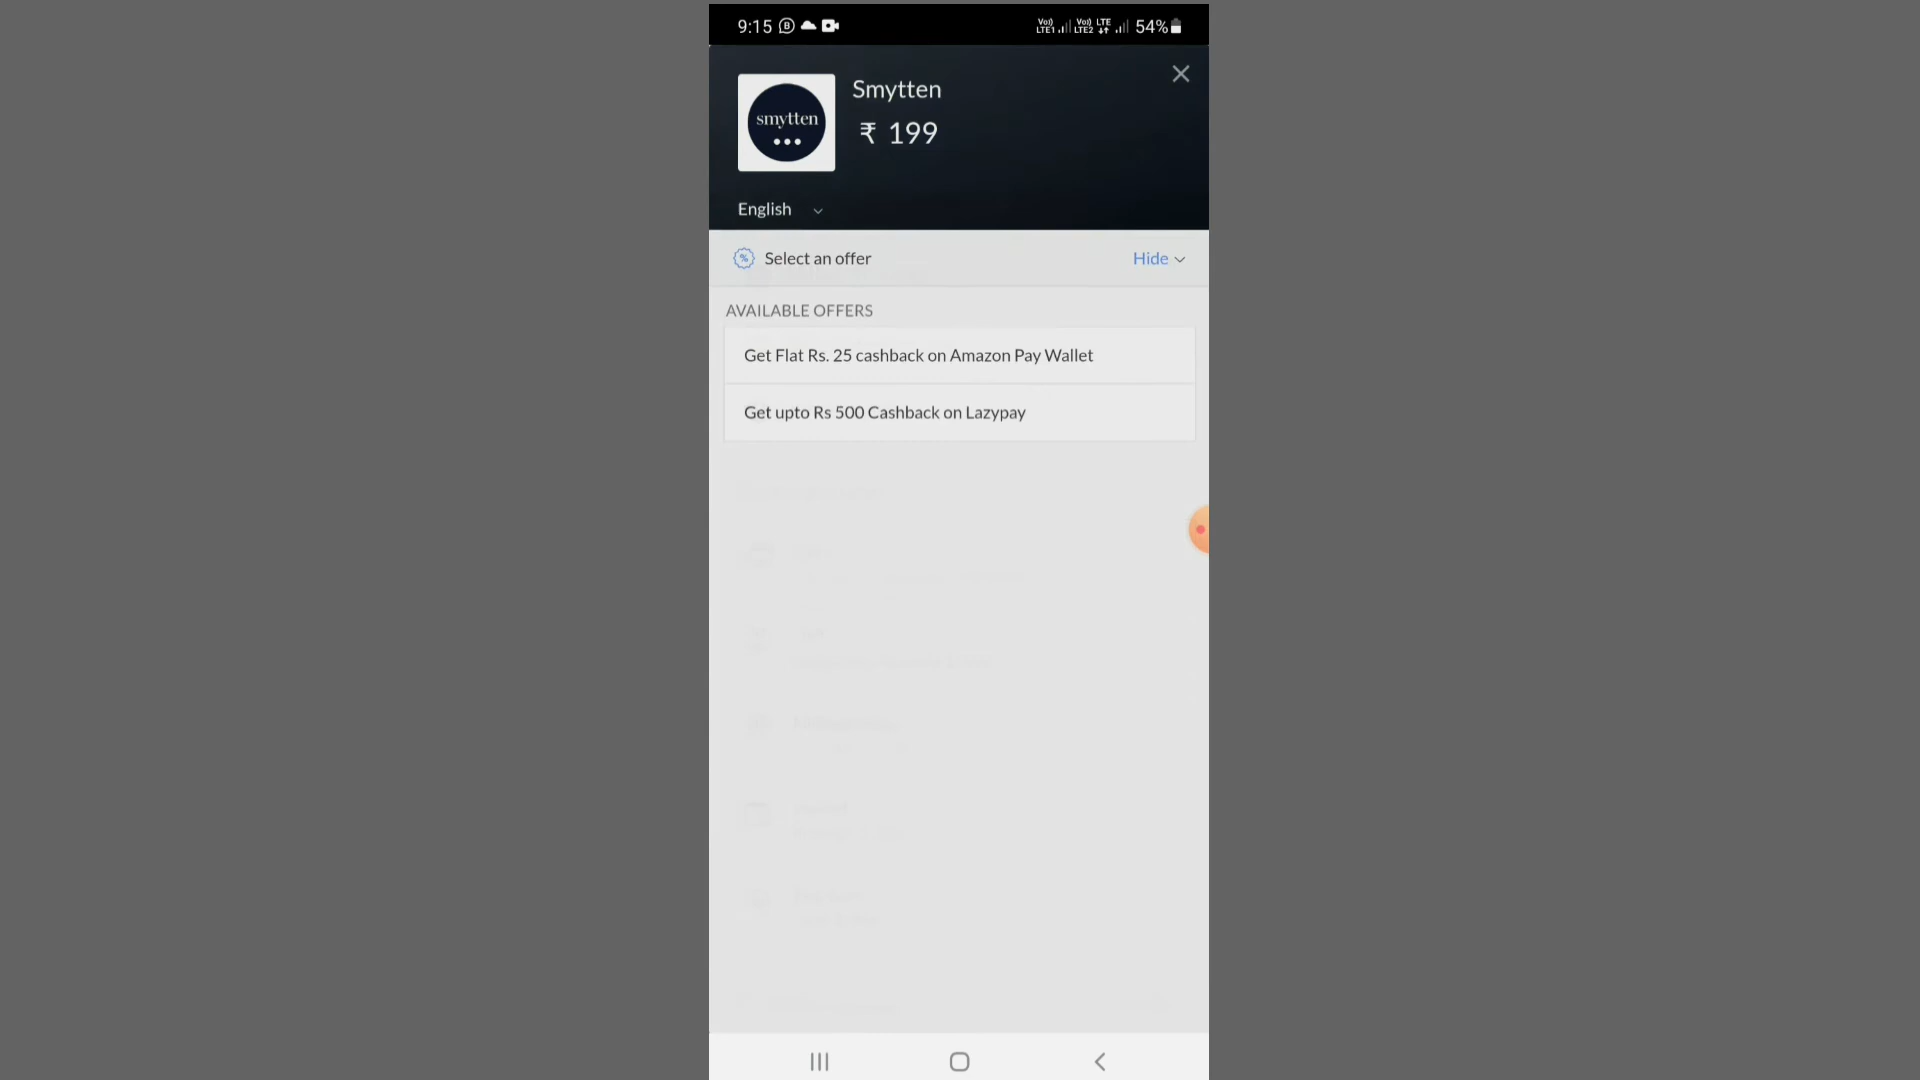 9:15
54%
Smytten
smytten
₹ 199
English
Select an offer
Hide
AVAILABLE OFFERS
Get Flat Rs. 25 cashback on Amazon Pay Wallet
Get upto Rs 500 Cashback on Lazypay